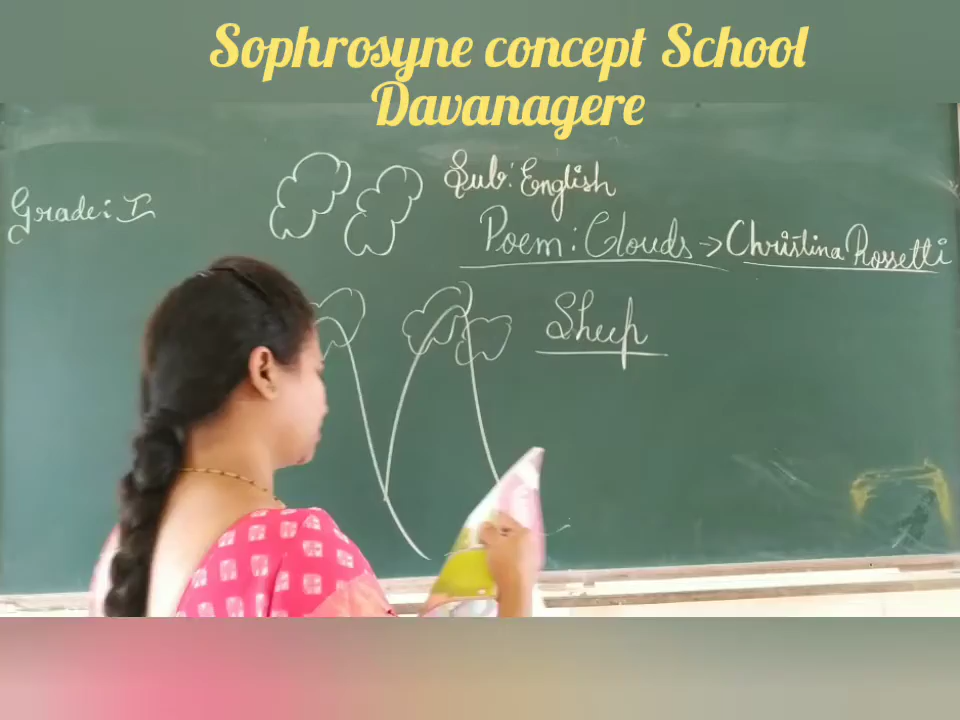 Sophrosyne concept School
Davanagere
Sub: English
Grade: I
Poem: Clouds → Christina Rossetti
Sheep